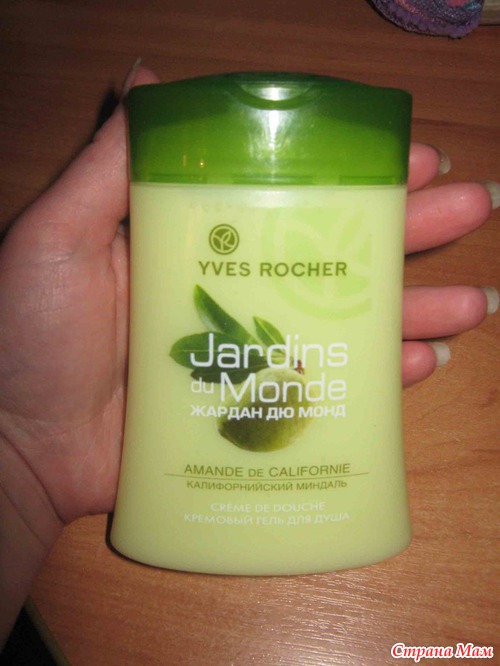 YVES ROCHER
Jardins
du Monde
ЖАРДАН ДЮ МОНД
AMANDE DE CALIFORNIE
КАЛИФОРНИЙСКИЙ МИНДАЛЬ
CRÈME DE DOUCHE
КРЕМОВЫЙ ГЕЛЬ ДЛЯ ДУША
Страна Мам